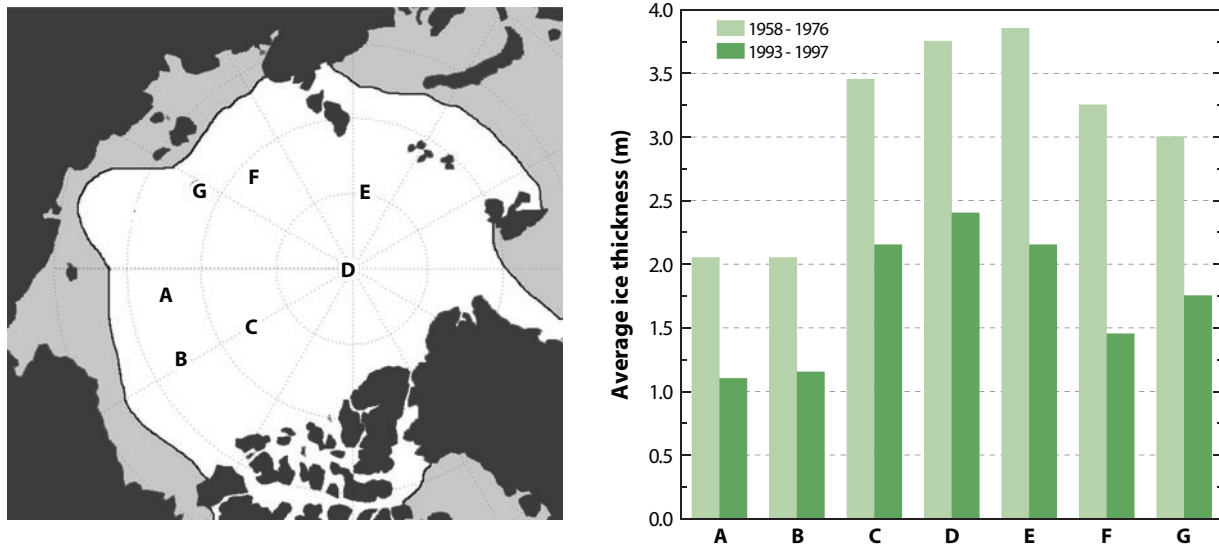 F
G
E
D
A
C
B
1958 - 1976
1993 - 1997
Average ice thickness (m)
4.0
3.5
3.0
2.5
2.0
1.5
1.0
0.5
0.0
A B C D E F G